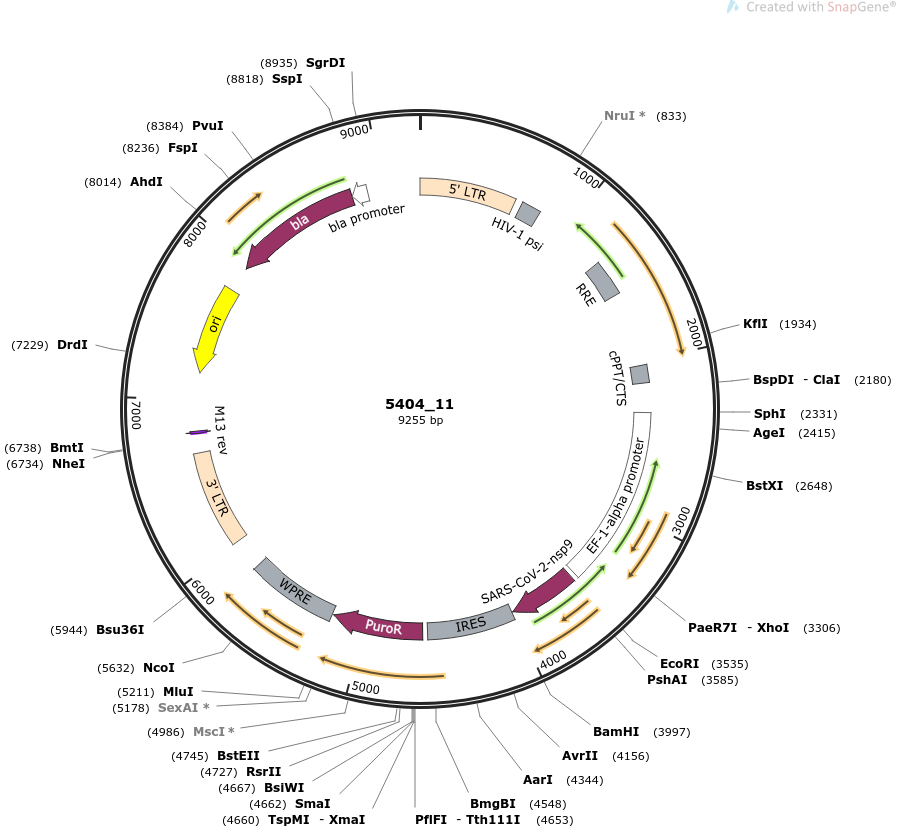 Created with SnapGene®
(8935) SgrDI
(8818) SspI
(8384) PvuI
(8236) FspI
(8014) AhdI
NruI * (833)
9000
1000
8000
2000
5' LTR
HIV-1 psi
bla promoter
bla
RRE
ori
cPPT/CTS
KflI (1934)
BspDI - ClaI (2180)
SphI (2331)
AgeI (2415)
BstXI (2648)
(7229) DrdI
7000
(6738) BmtI
(6734) NheI
M13 rev
5404_11
9255 bp
3' LTR
EF-1-alpha promoter
3000
SARS-CoV-2-nsp9
WPRE
PuroR
IRES
6000
5000
4000
(5944) Bsu36I
(5632) NcoI
(5211) MluI
(5178) SexAI *
(4986) MscI *
(4745) BstEII
(4727) RsrII
(4667) BsiWI
(4662) SmaI
(4660) TspMI - XmaI
PaeR7I - XhoI (3306)
EcoRI (3535)
PshAI (3585)
BamHI (3997)
AvrII (4156)
AarI (4344)
BmgBI (4548)
PflFI - Tth111I (4653)